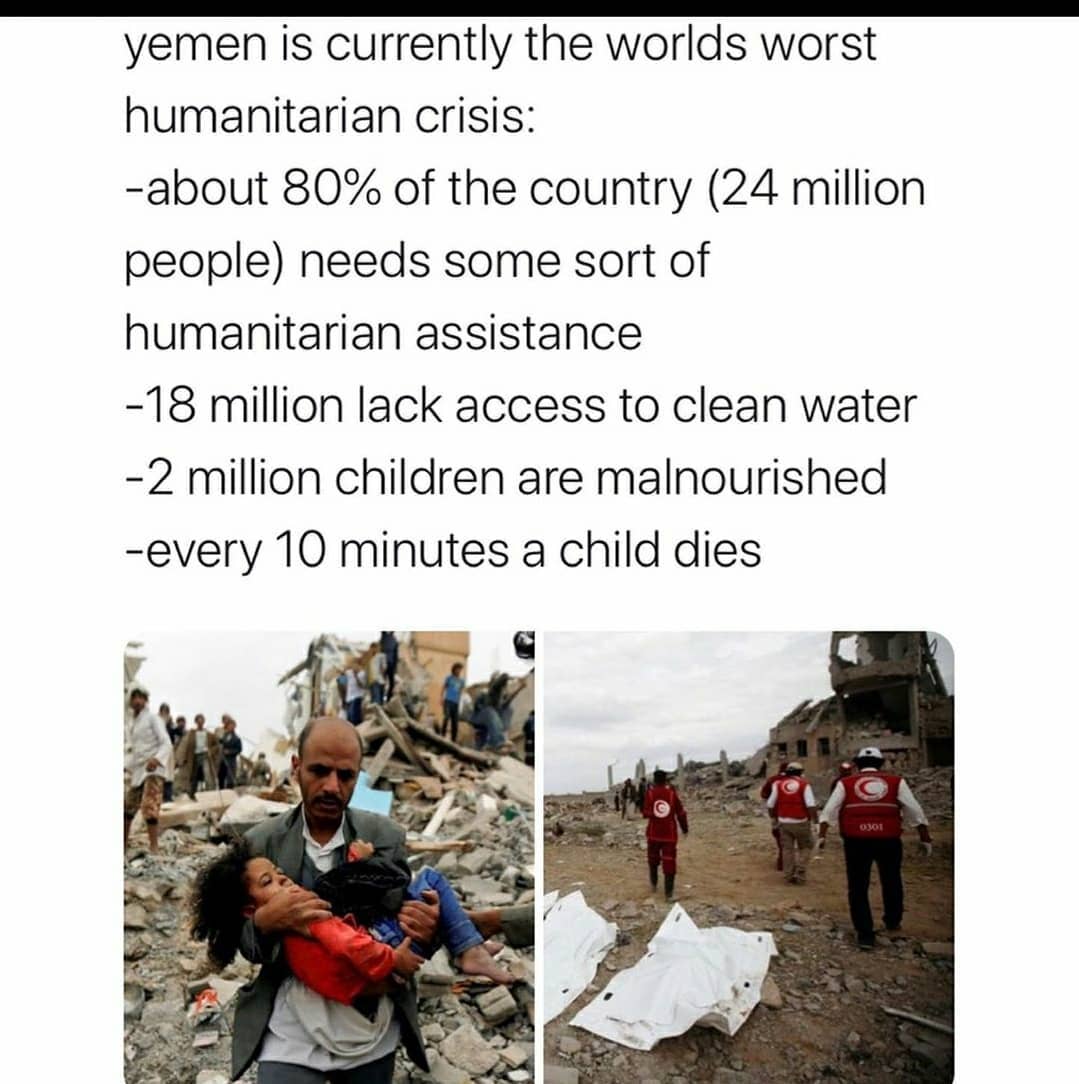 yemen is currently the worlds worst
humanitarian crisis:
-about 80% of the country (24 million
people) needs some sort of
humanitarian assistance
-18 million lack access to clean water
-2 million children are malnourished
-every 10 minutes a child dies
0301